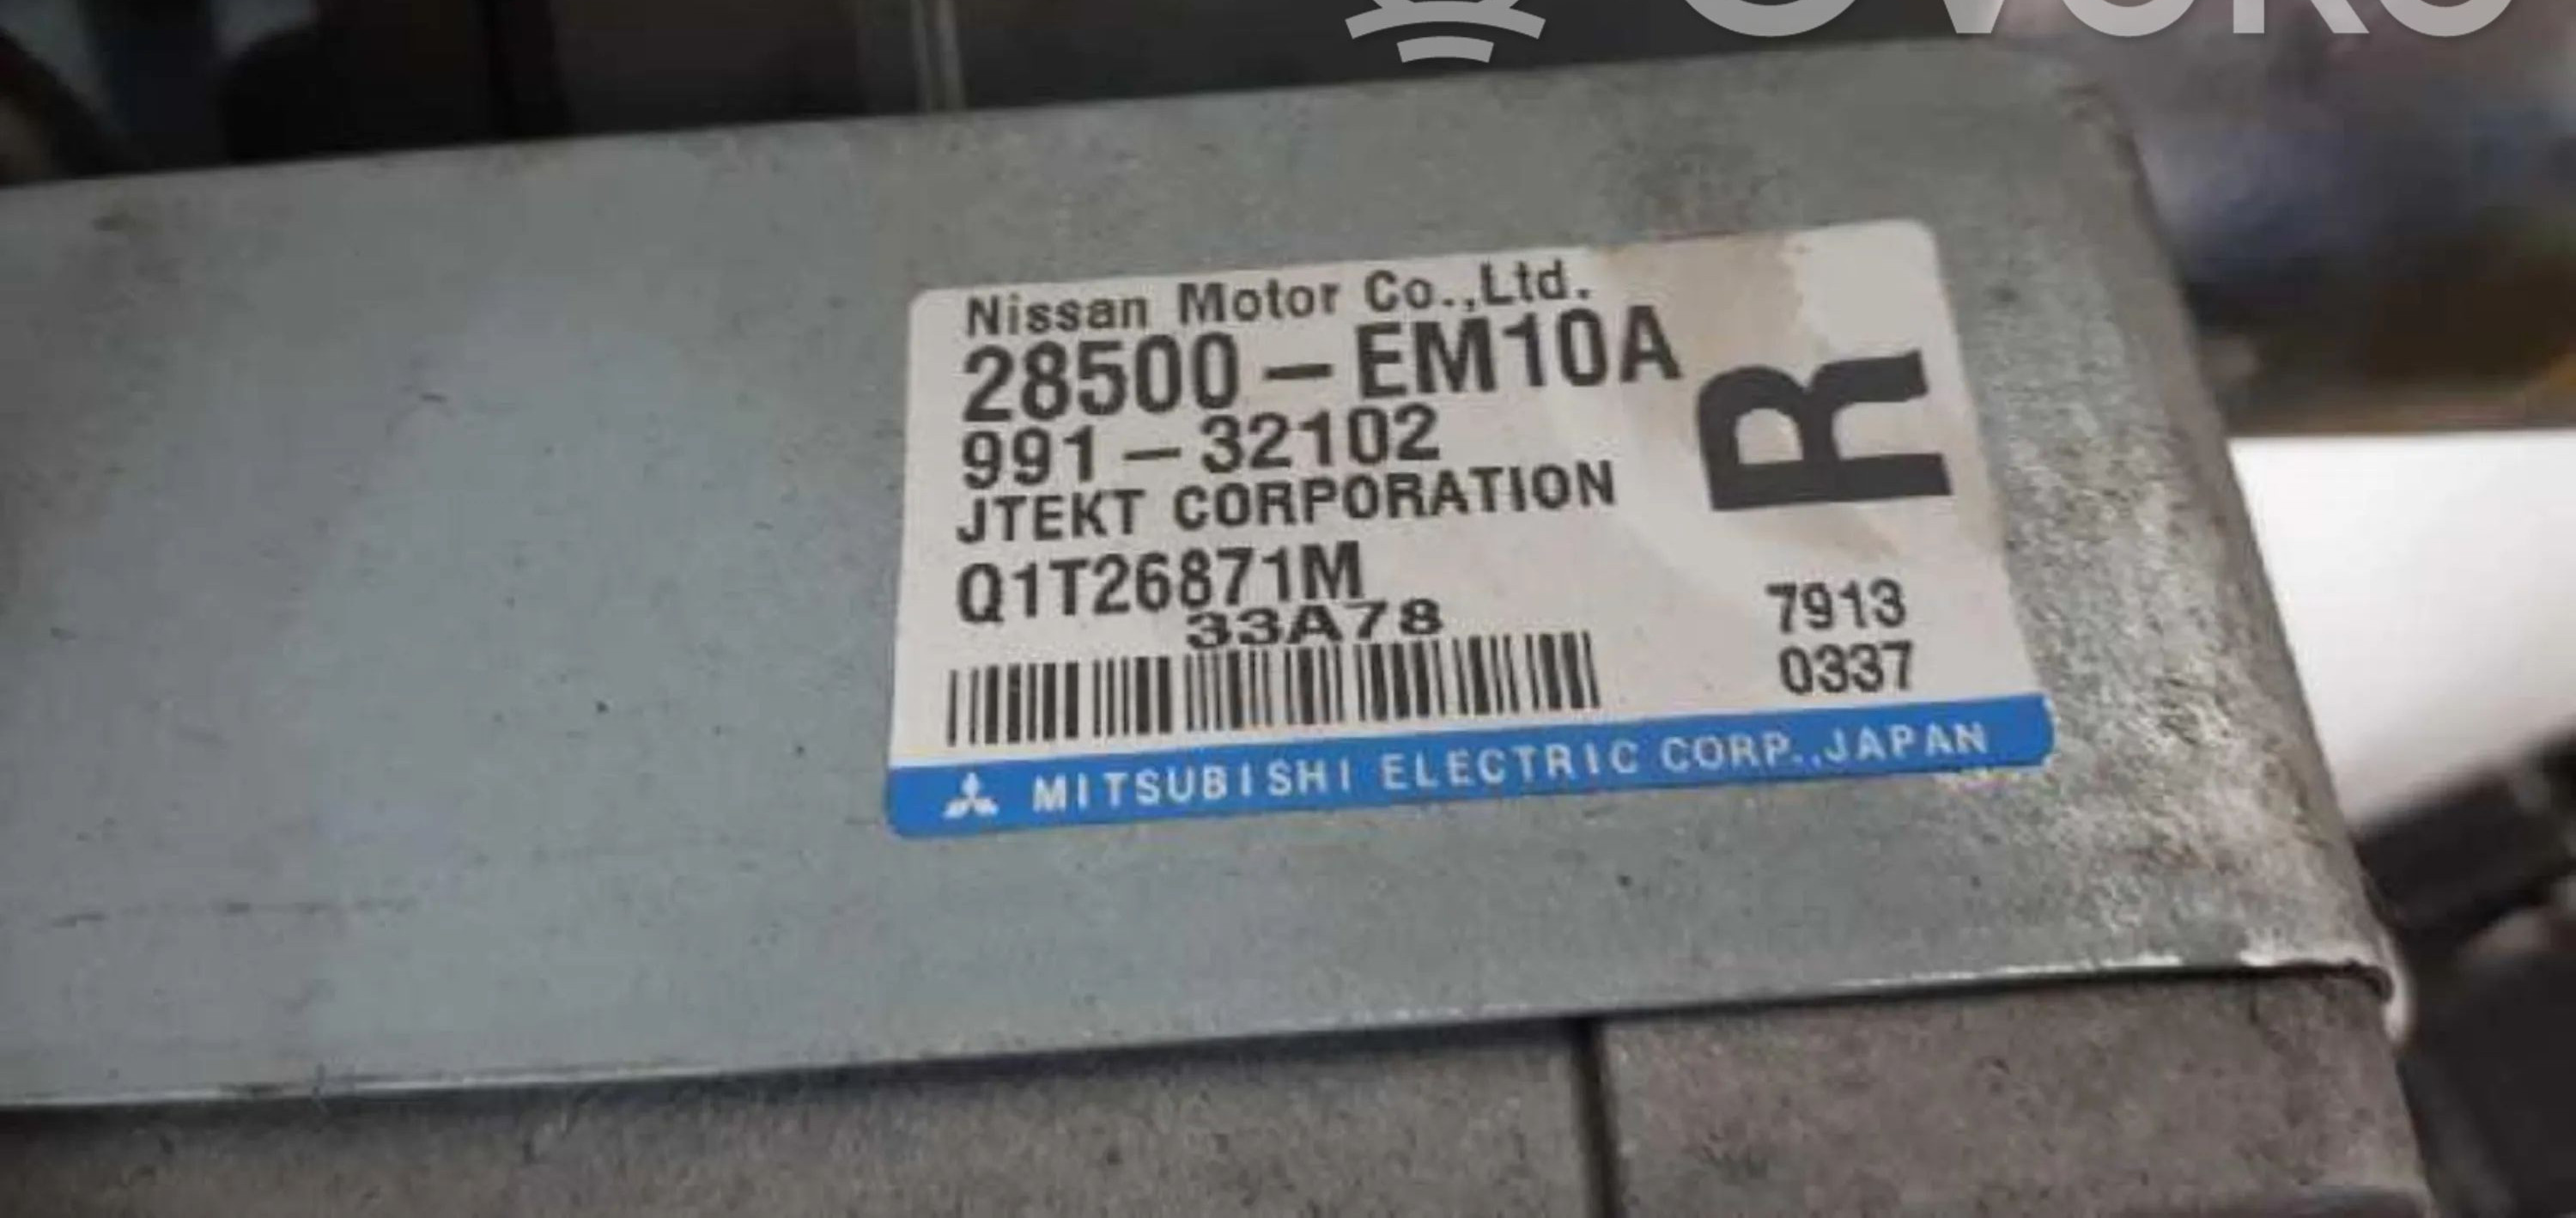 Nissan Motor Co.,Ltd.
28500-EM10A
991-32102
JTEKT CORPORATION
R
Q1T26871M
33A78
7913
0337
MITSUBISHI ELECTRIC CORP.,JAPAN